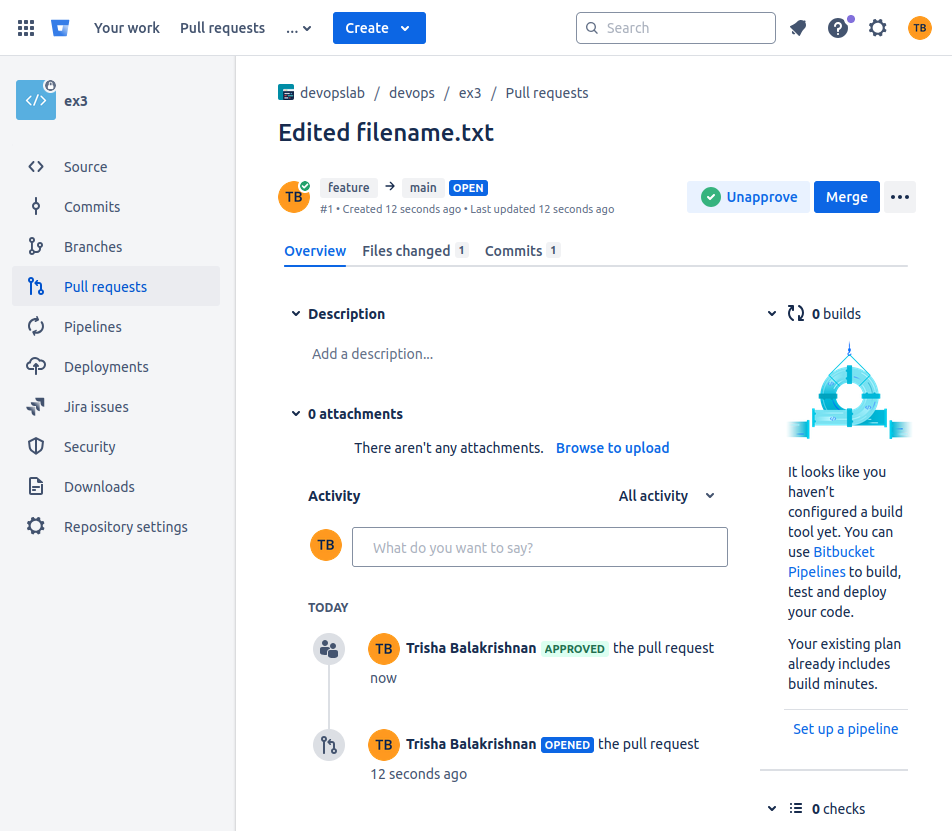 Your work Pull requests ... Create Search ? TB
</> ex3
devopslab / devops / ex3 / Pull requests
Edited filename.txt
Source
Commits
Branches
Pull requests
Pipelines
Deployments
Jira issues
Security
Downloads
Repository settings
TB feature → main OPEN
#1 • Created 12 seconds ago • Last updated 12 seconds ago
Unapprove Merge
Overview Files changed 1 Commits 1
Description
Add a description...
0 attachments
There aren't any attachments. Browse to upload
Activity All activity
TB What do you want to say?
TODAY
TB Trisha Balakrishnan APPROVED the pull request
now
TB Trisha Balakrishnan OPENED the pull request
12 seconds ago
0 builds
It looks like you
haven’t
configured a build
tool yet. You can
use Bitbucket
Pipelines to build,
test and deploy
your code.
Your existing plan
already includes
build minutes.
Set up a pipeline
0 checks